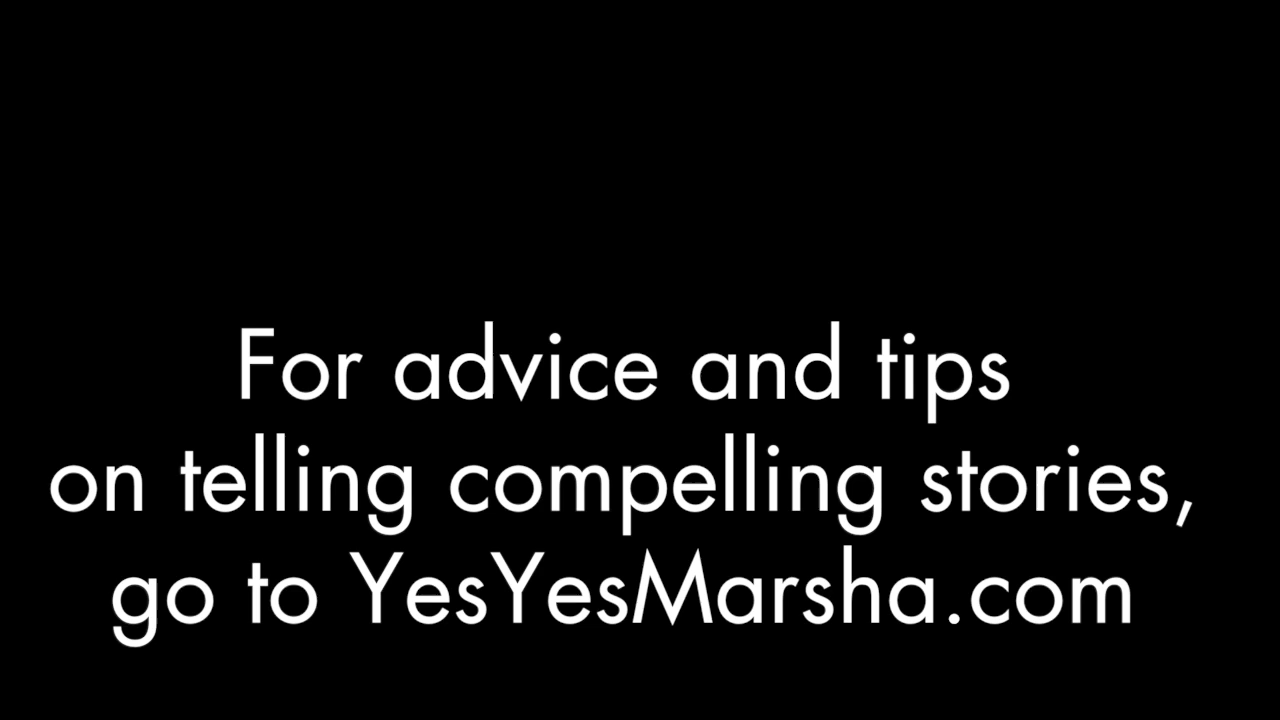 For advice and tips
on telling compelling stories,
go to YesYesMarsha.com